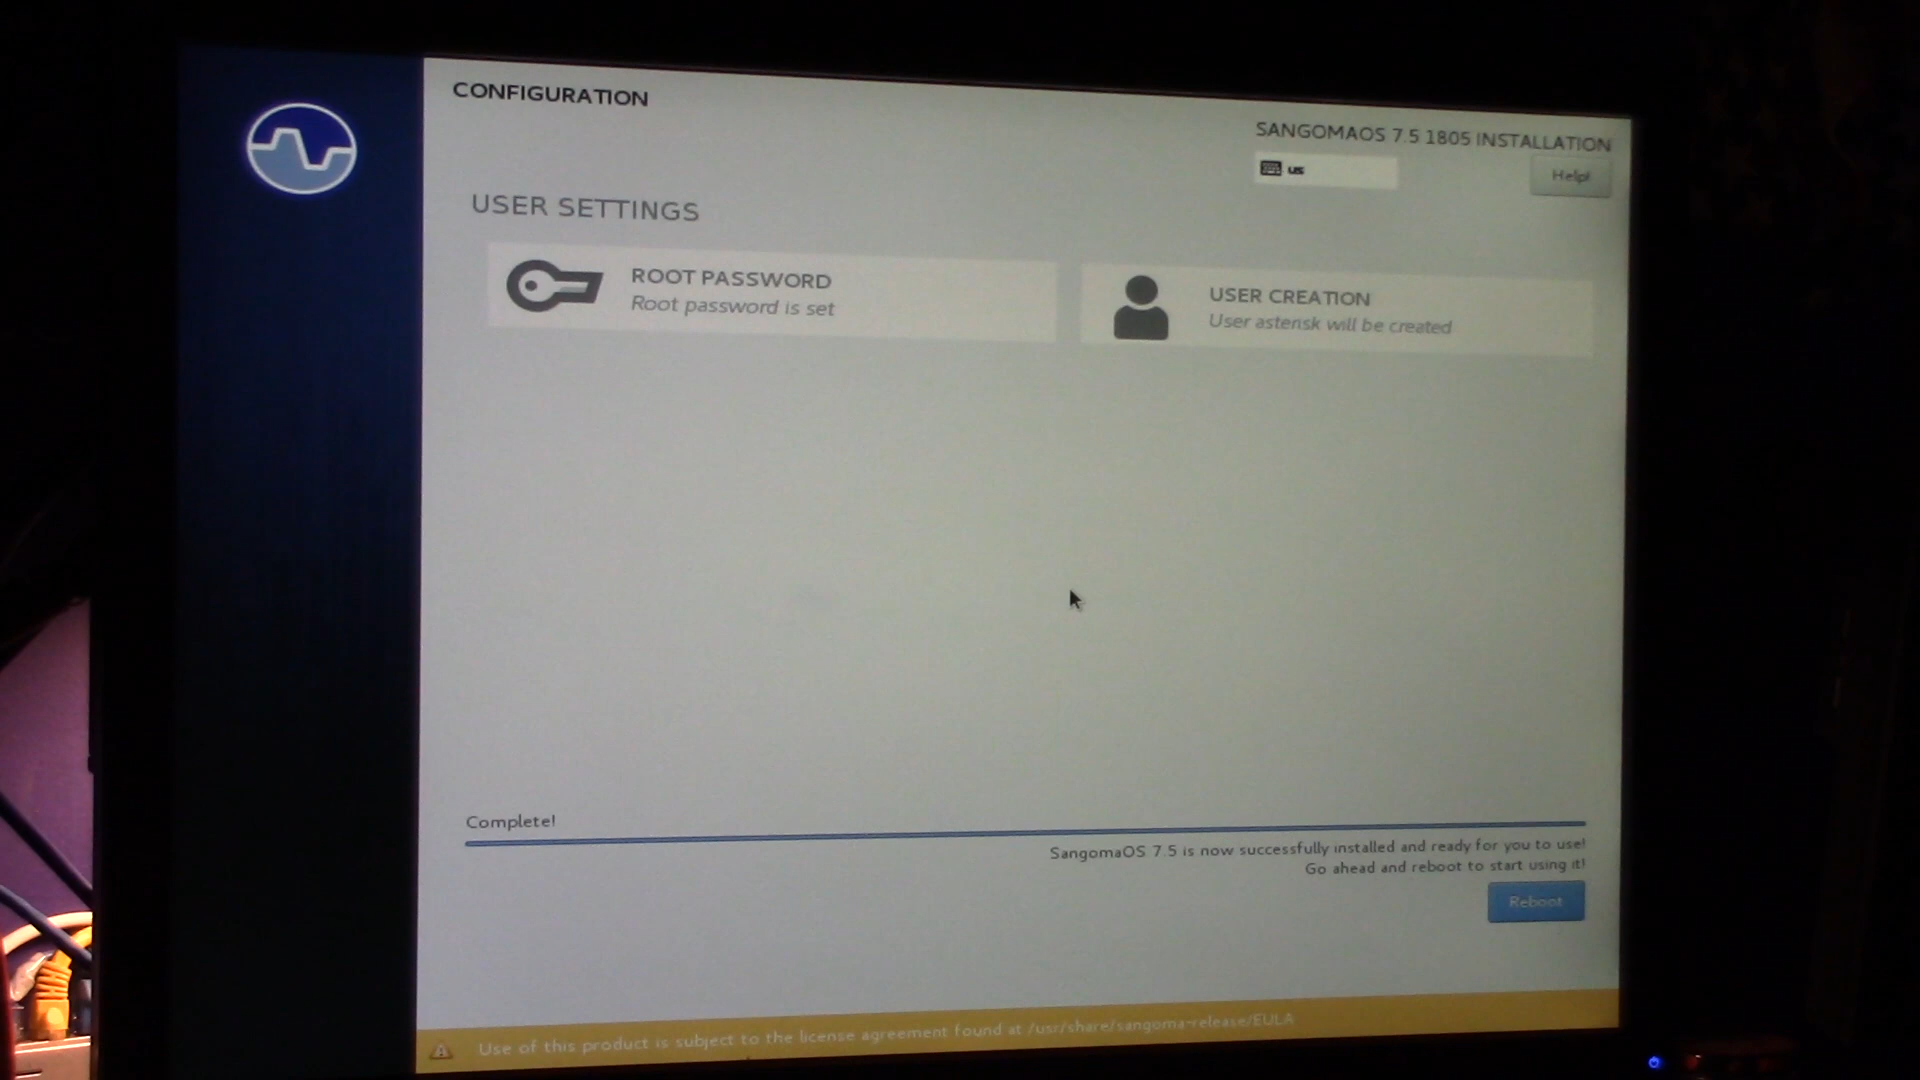 CONFIGURATION
SANGOMAOS 7.5 1805 INSTALLATION
us
Help!
USER SETTINGS
ROOT PASSWORD
Root password is set
USER CREATION
User asterisk will be created
Complete!
SangomaOS 7.5 is now successfully installed and ready for you to use!
Go ahead and reboot to start using it!
Reboot
Use of this product is subject to the license agreement found at /usr/share/sangoma-release/EULA